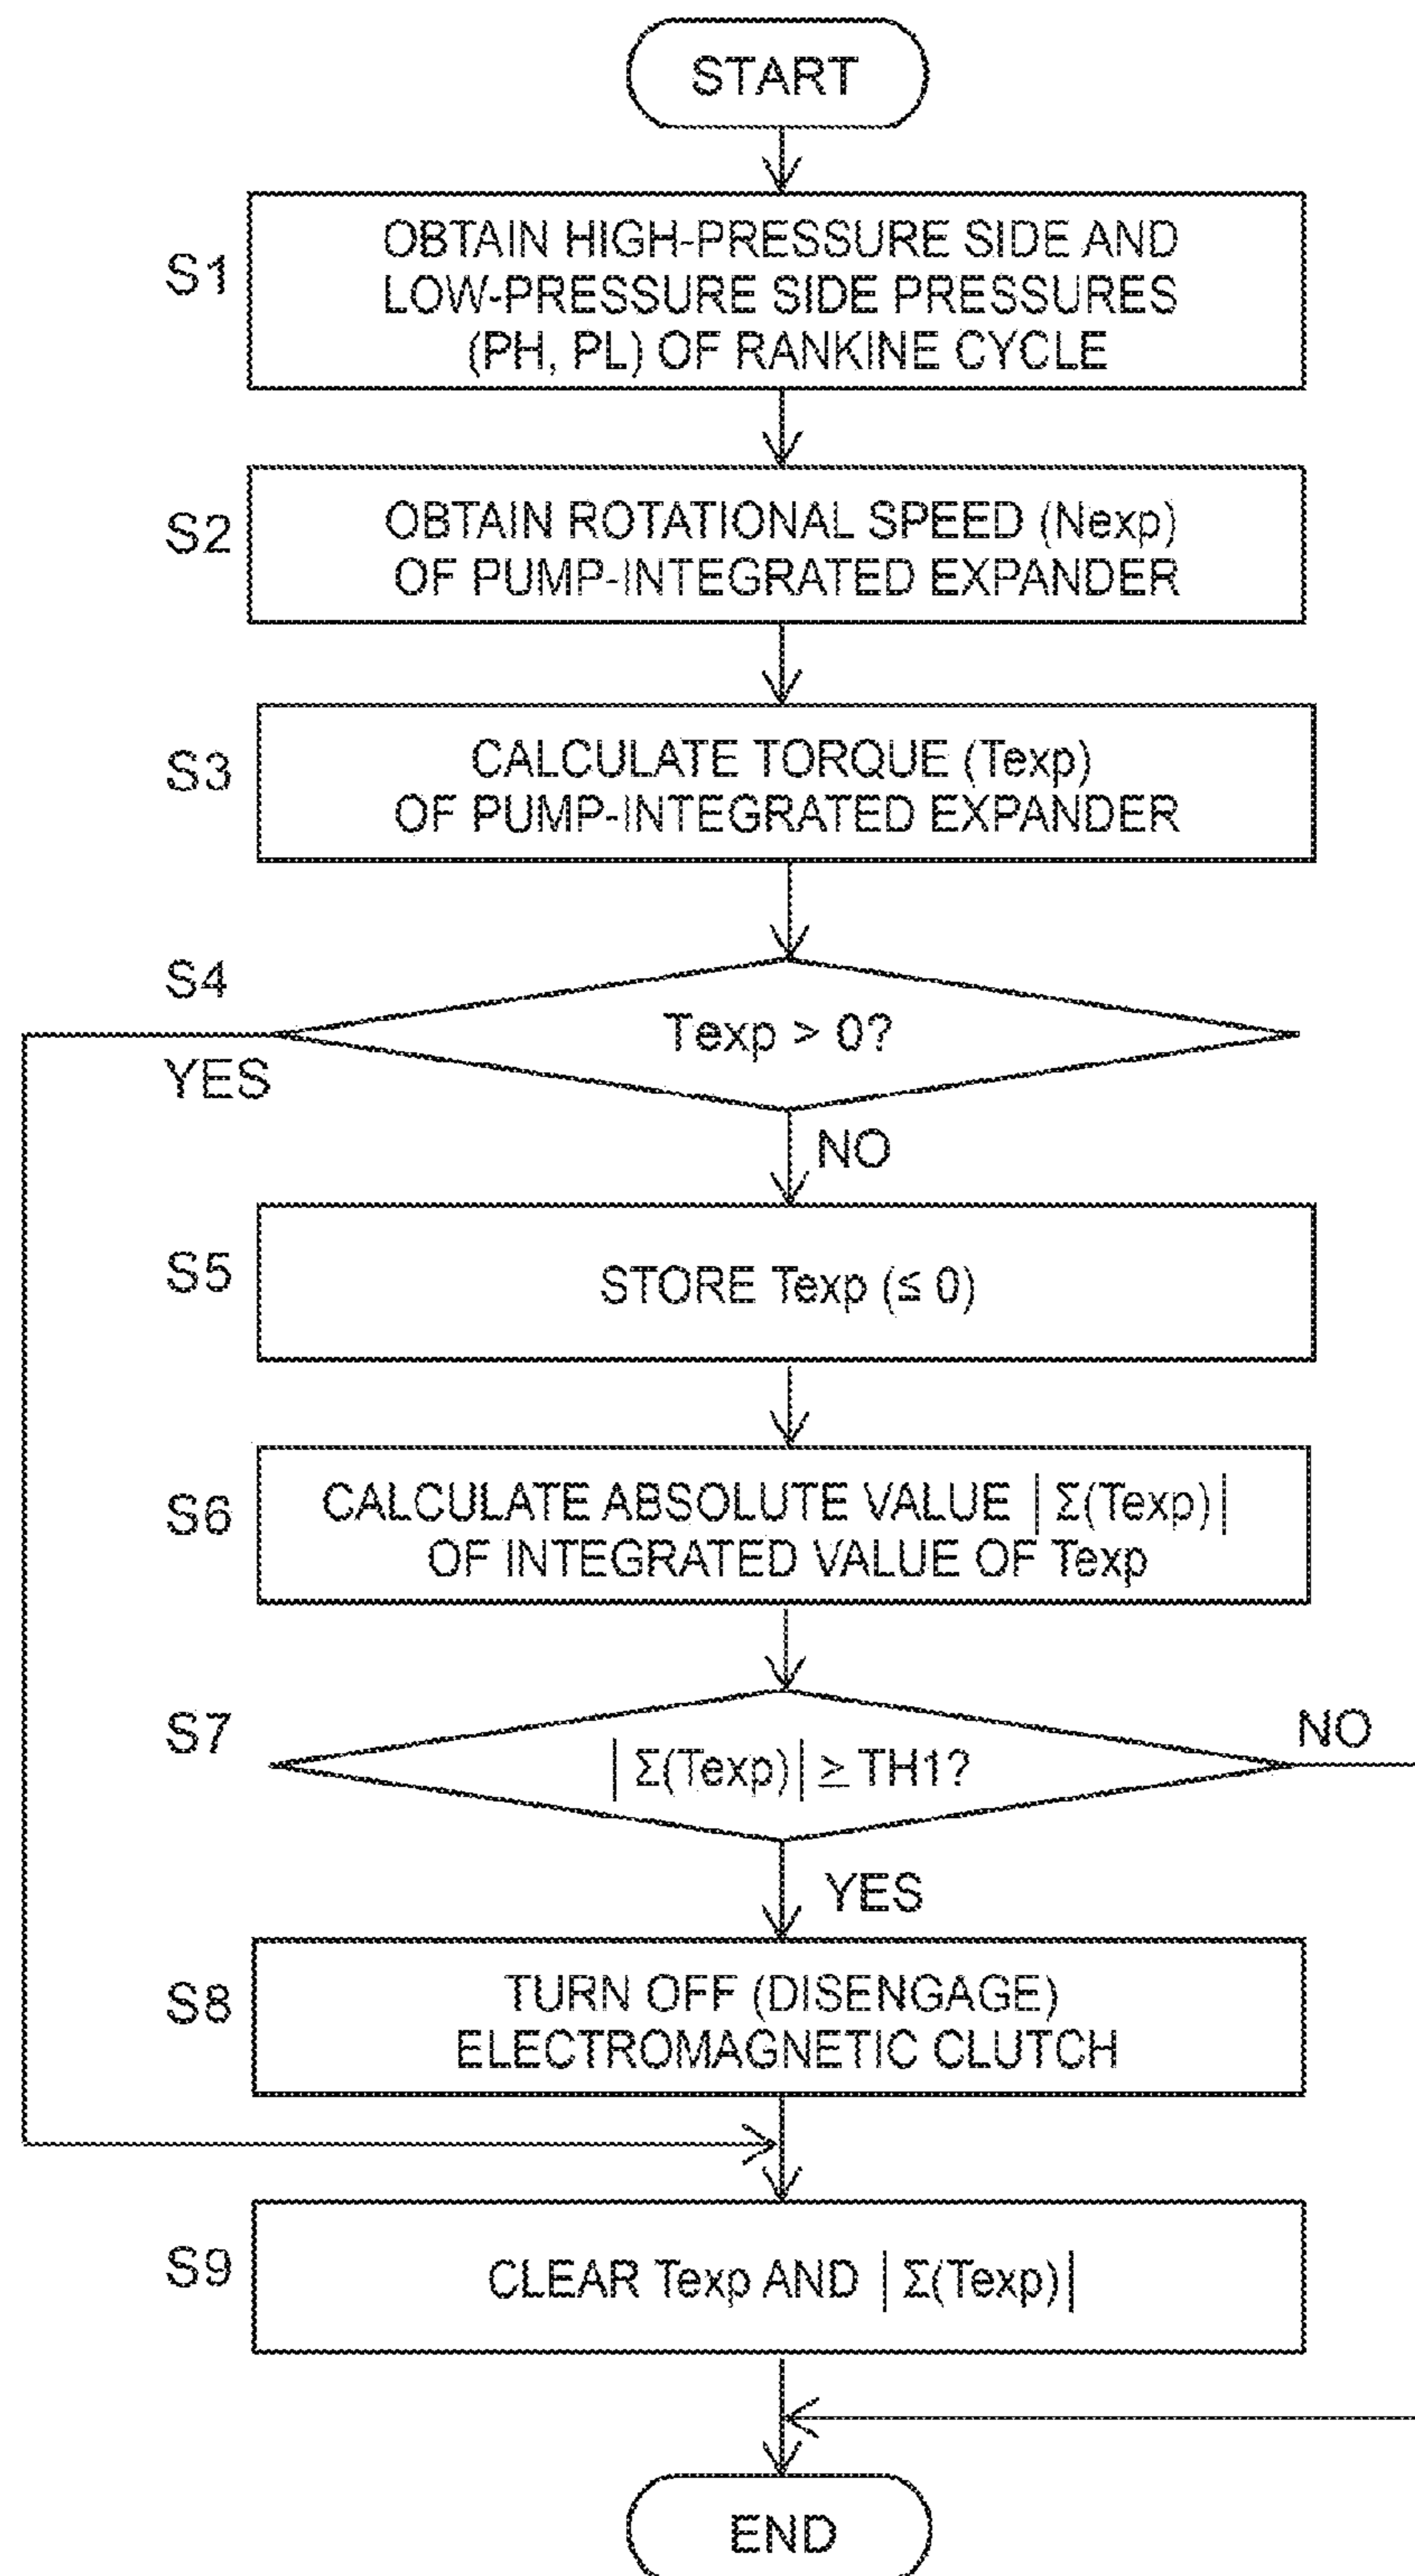 START
S1
OBTAIN HIGH-PRESSURE SIDE AND
LOW-PRESSURE SIDE PRESSURES
(PH, PL) OF RANKINE CYCLE
S2
OBTAIN ROTATIONAL SPEED (Nexp)
OF PUMP-INTEGRATED EXPANDER
S3
CALCULATE TORQUE (Texp)
OF PUMP-INTEGRATED EXPANDER
S4
Texp > 0?
YES
NO
S5
STORE Texp (≦ 0)
S6
CALCULATE ABSOLUTE VALUE | Σ(Texp)|
OF INTEGRATED VALUE OF Texp
S7
| Σ(Texp)| ≥ TH1?
NO
YES
S8
TURN OFF (DISENGAGE)
ELECTROMAGNETIC CLUTCH
S9
CLEAR Texp AND | Σ(Texp)|
END